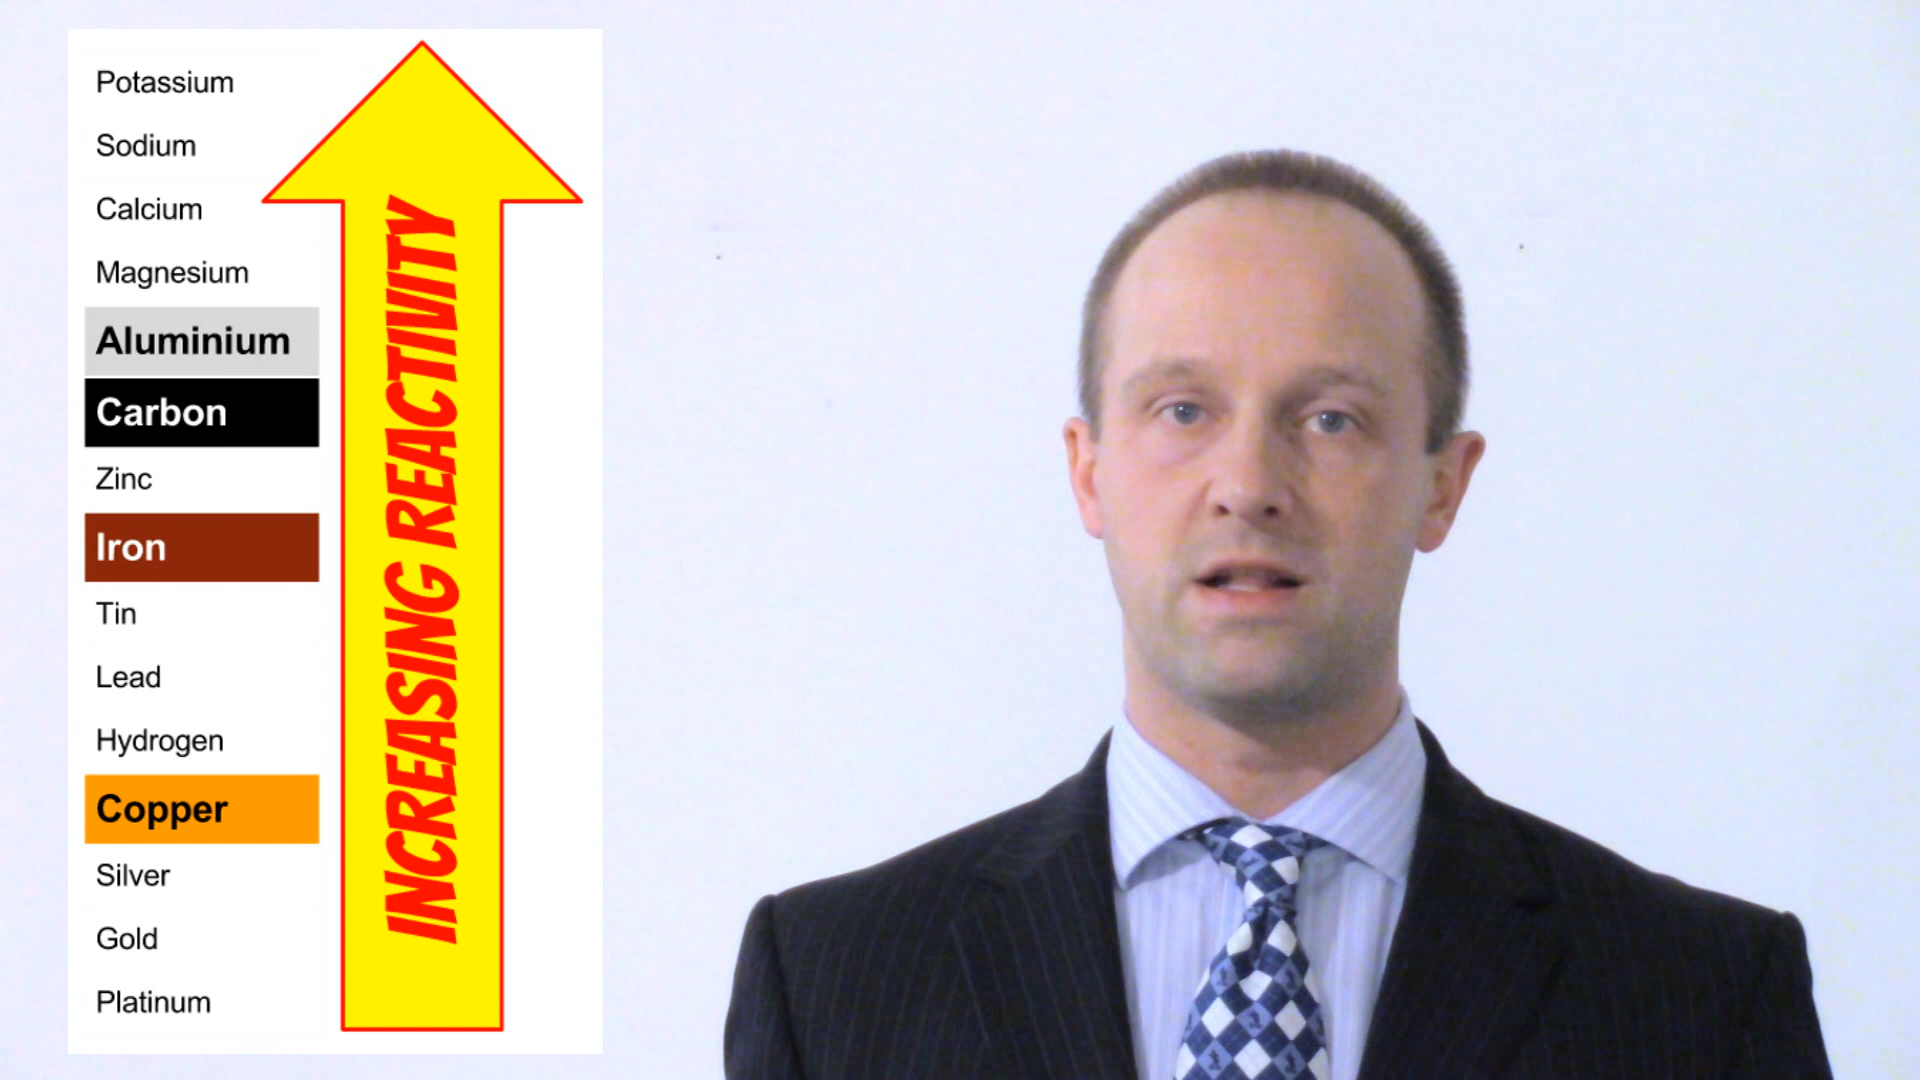 Potassium
Sodium
Calcium
Magnesium
Aluminium
Carbon
Zinc
Iron
Tin
Lead
Hydrogen
Copper
Silver
Gold
Platinum
INCREASING REACTIVITY